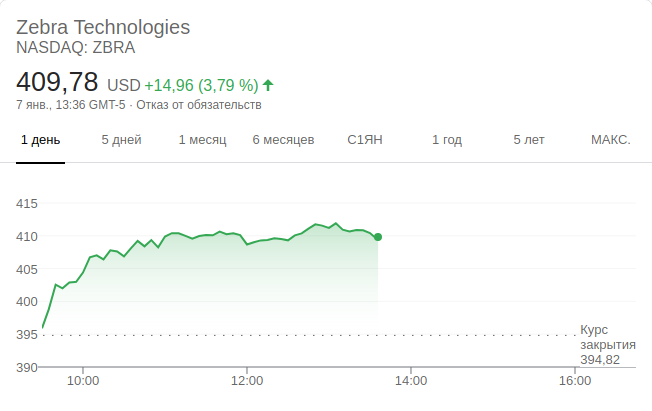 Zebra Technologies
NASDAQ: ZBRA
409,78 USD +14,96 (3,79 %)
7 янв., 13:36 GMT-5 · Отказ от обязательств
1 день 5 дней 1 месяц 6 месяцев С1ЯН 1 год 5 лет МАКС.
415
410
405
400
395
390
Курс
закрытия
394,82
10:00 12:00 14:00 16:00